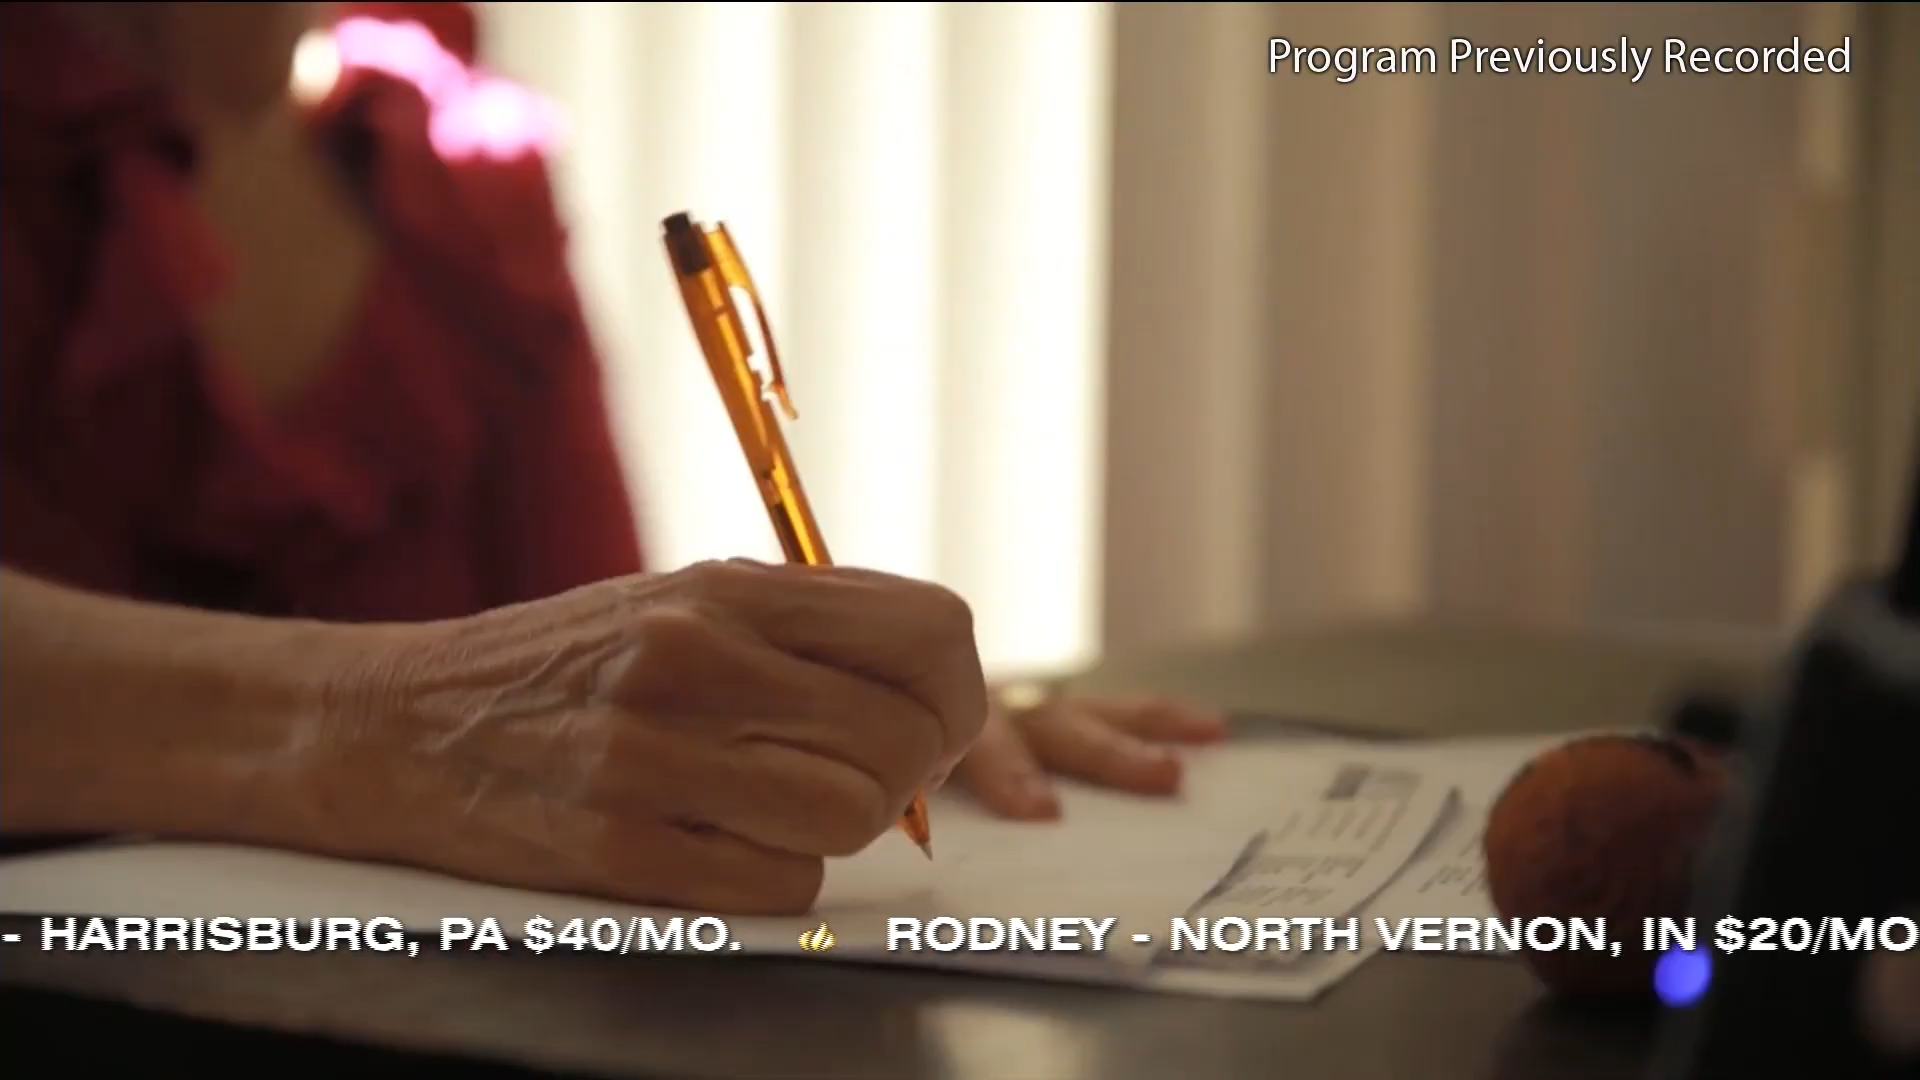 Program Previously Recorded
- HARRISBURG, PA $40/MO. RODNEY - NORTH VERNON, IN $20/MO